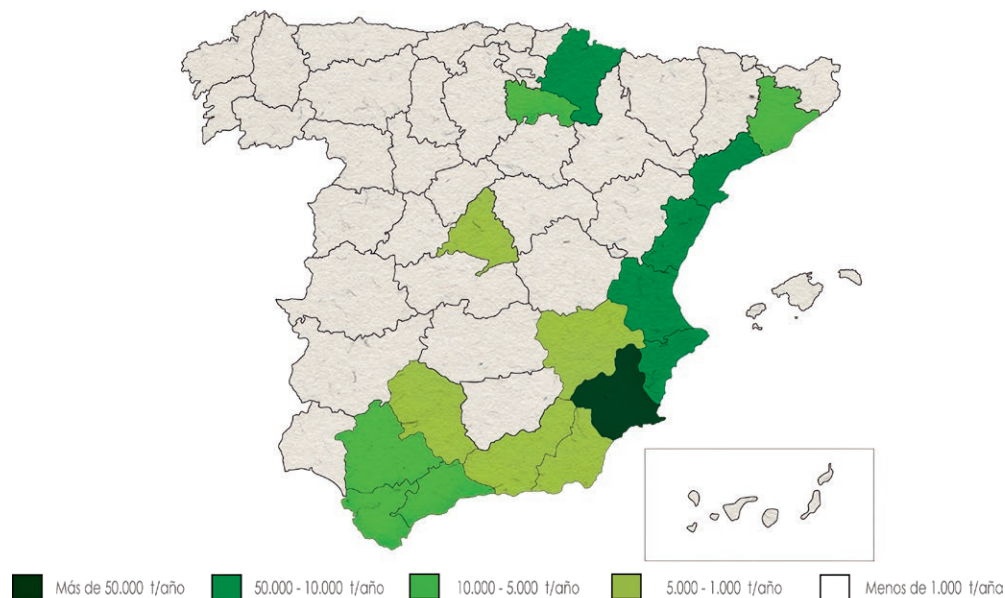 Más de 50.000 t/año
50.000 - 10.000 t/año
10.000 - 5.000 t/año
5.000 - 1.000 t/año
Menos de 1.000 t/año